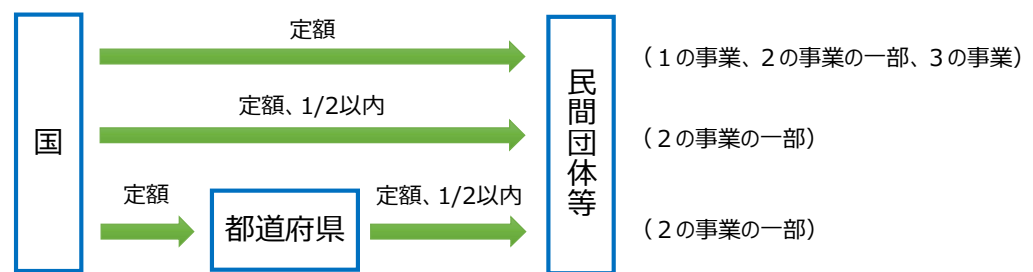 定額
(1の事業、2の事業の一部、3の事業)
定額、1/2以内
国
民間団体等
(2の事業の一部)
定額
都道府県
定額、1/2以内
(2の事業の一部)